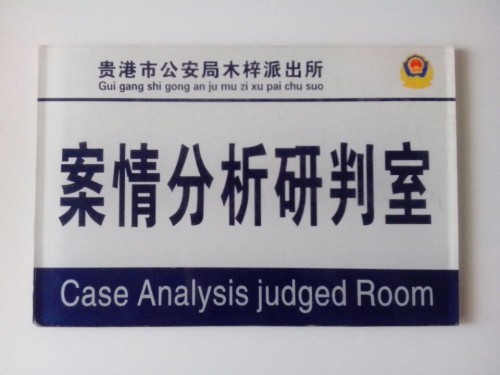 贵港市公安局木梓派出所
Gui gang shi gong an ju mu zi xu pai chu suo
案情分析研判室
Case Analysis judged Room